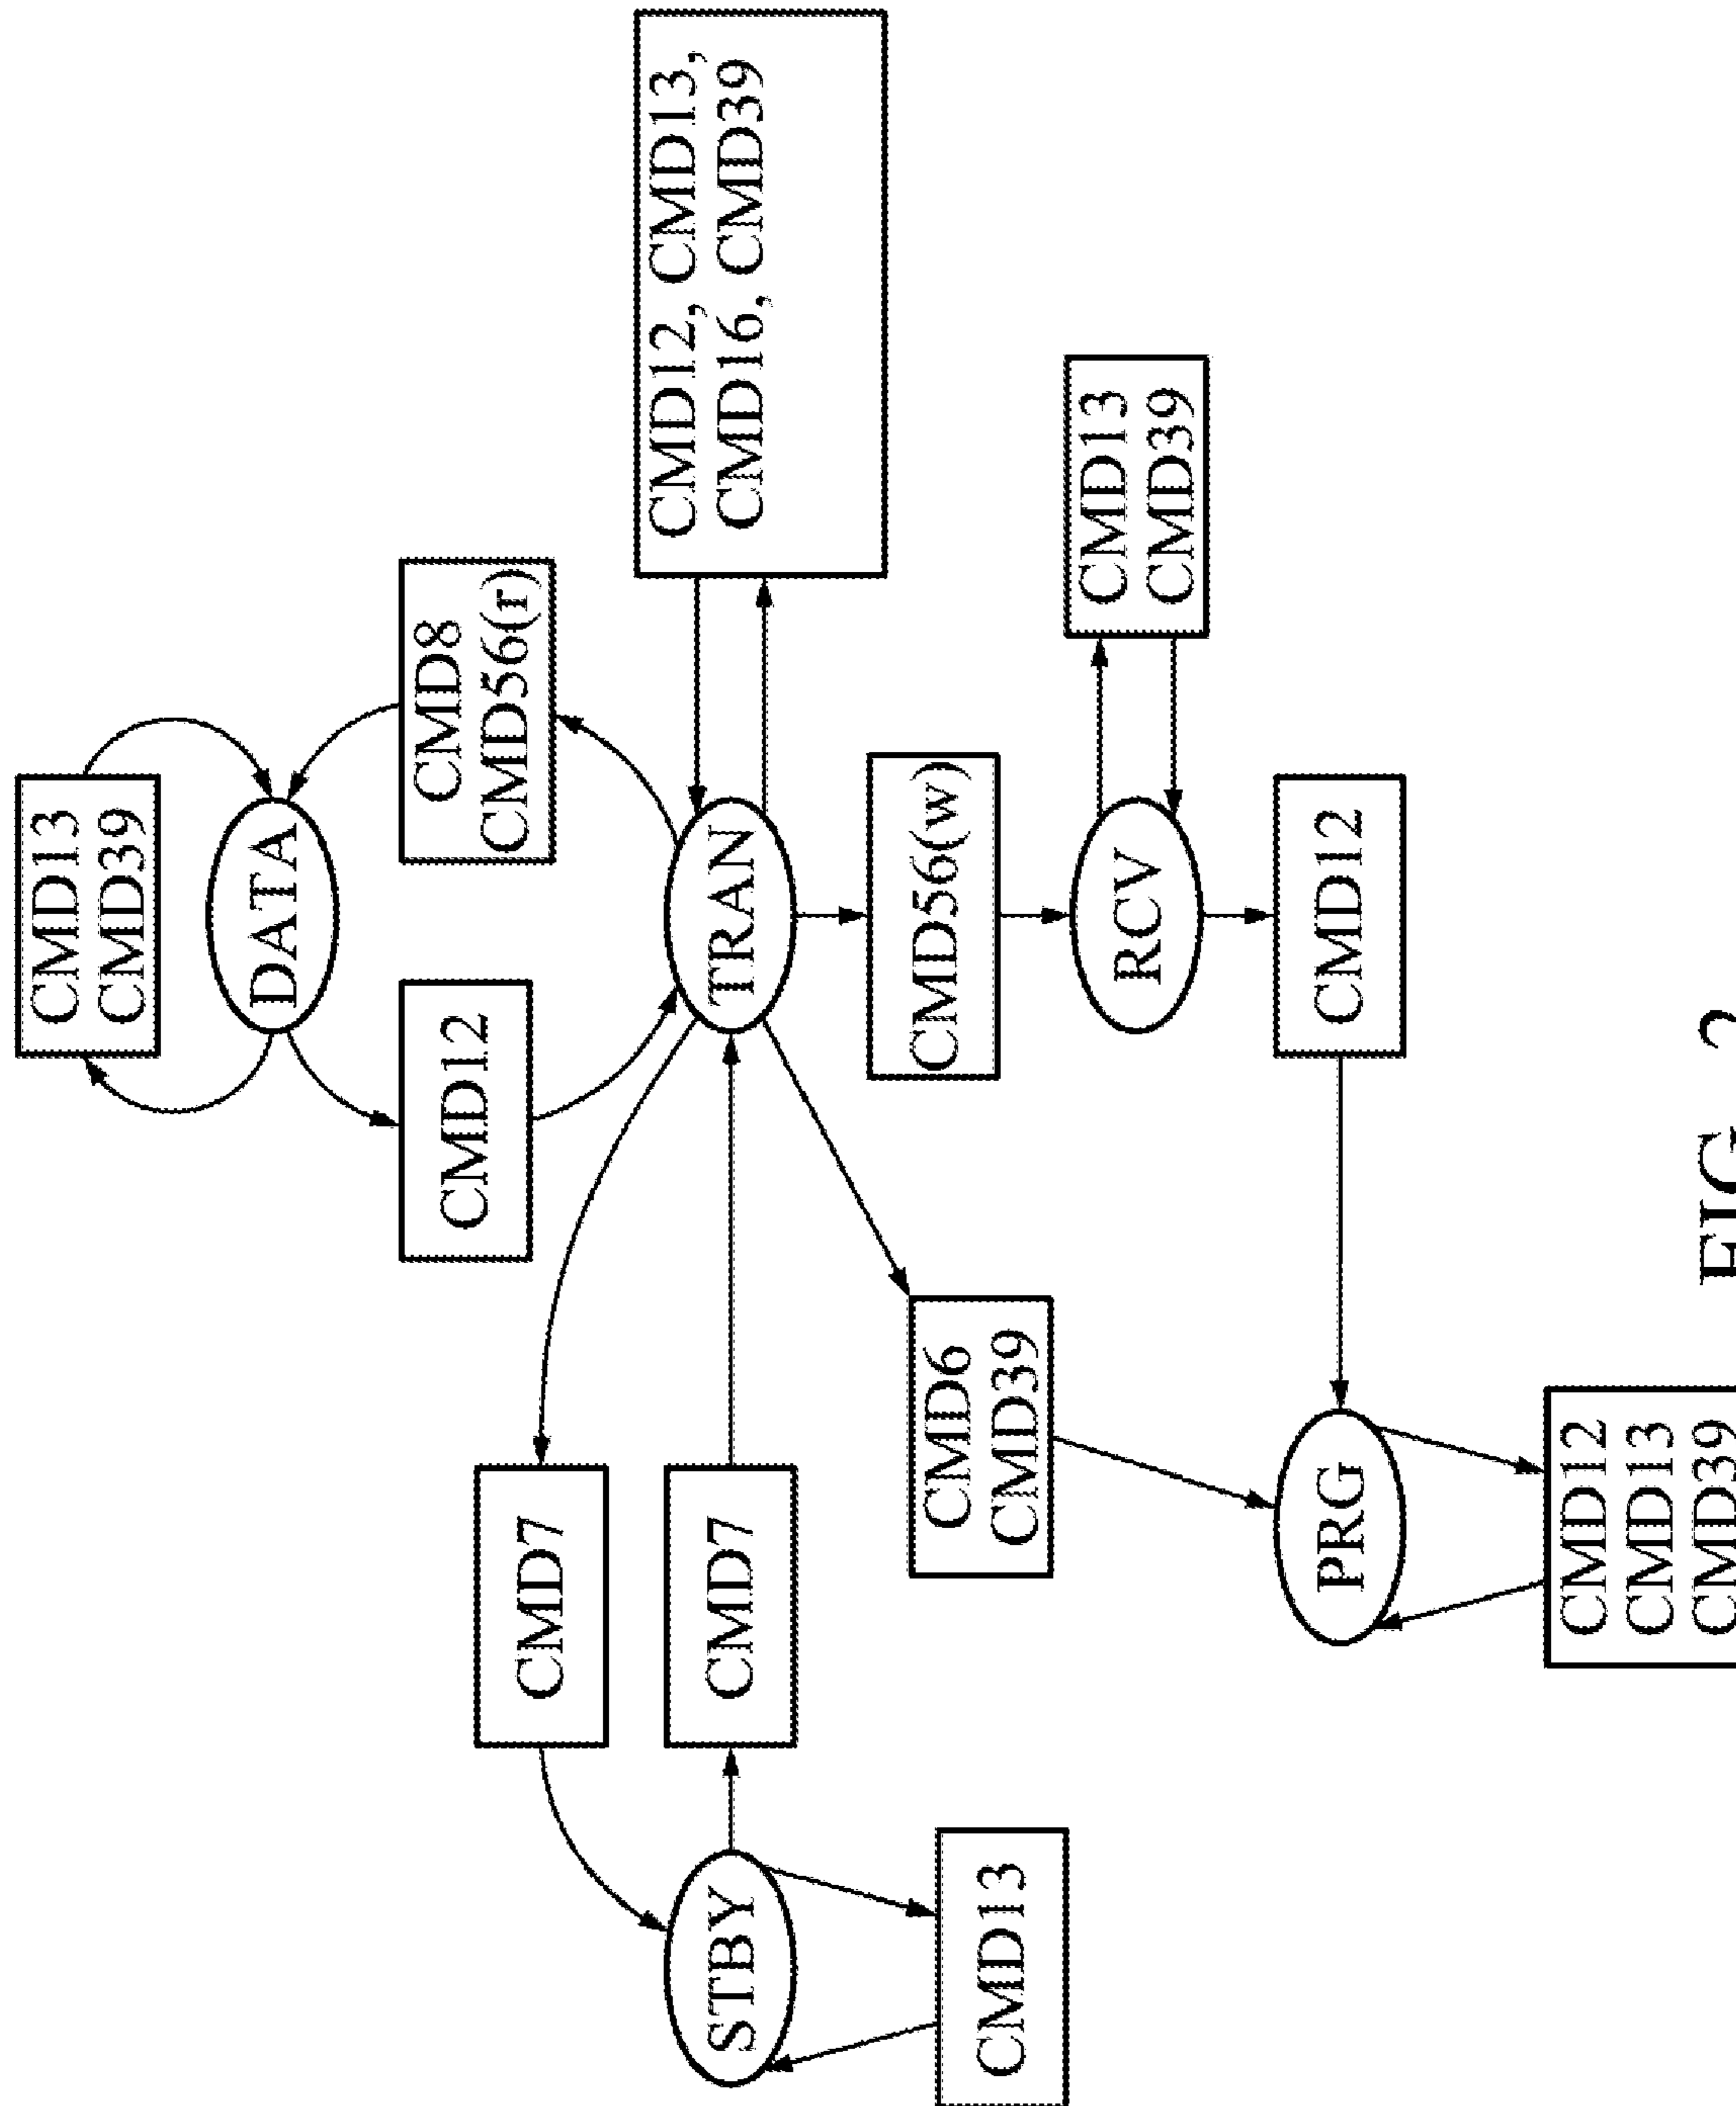 CMD13
CMD39
DATA
CMD12
CMD8
CMD56(r)
CMD7
STBY
CMD7
TRAN
CMD12, CMD13,
CMD16, CMD39
CMD13
CMD6
CMD39
CMD56(w)
RCV
CMD13
CMD39
PRG
CMD12
CMD12
CMD13
CMD39
FIG. 2